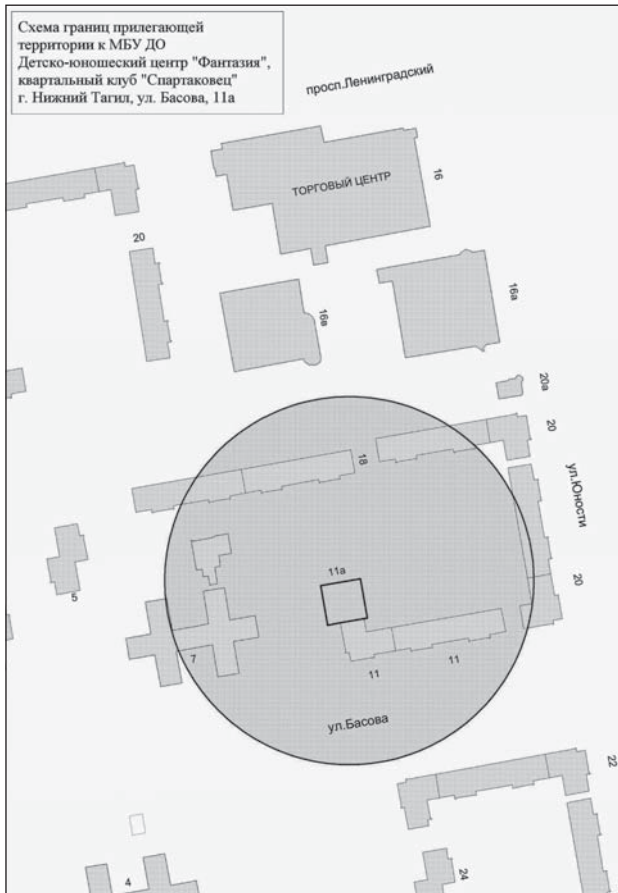 Схема границ прилегающей
территории к МБУ ДО
Детско-юношеский центр "Фантазия",
квартальный клуб "Спартаковец"
г. Нижний Тагил, ул. Басова, 11а
просп.Ленинградский
ТОРГОВЫЙ ЦЕНТР
16
20
16в
16а
20а
20
18
ул.Юности
11а
20
5
7
11
11
ул.Басова
22
4
24